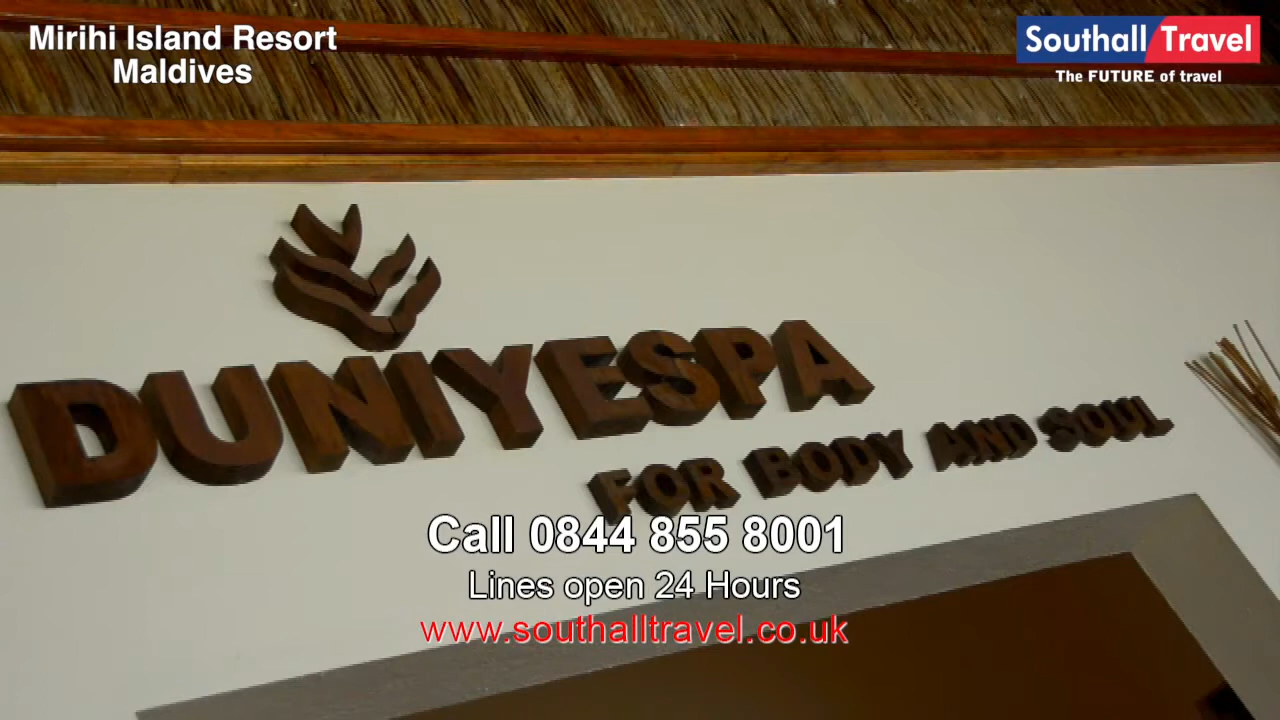 Mirihi Island Resort
Maldives
Southall Travel
The FUTURE of travel
DUNIYESPA
FOR BODY AND SOUL
Call 0844 855 8001
Lines open 24 Hours
www.southalltravel.co.uk